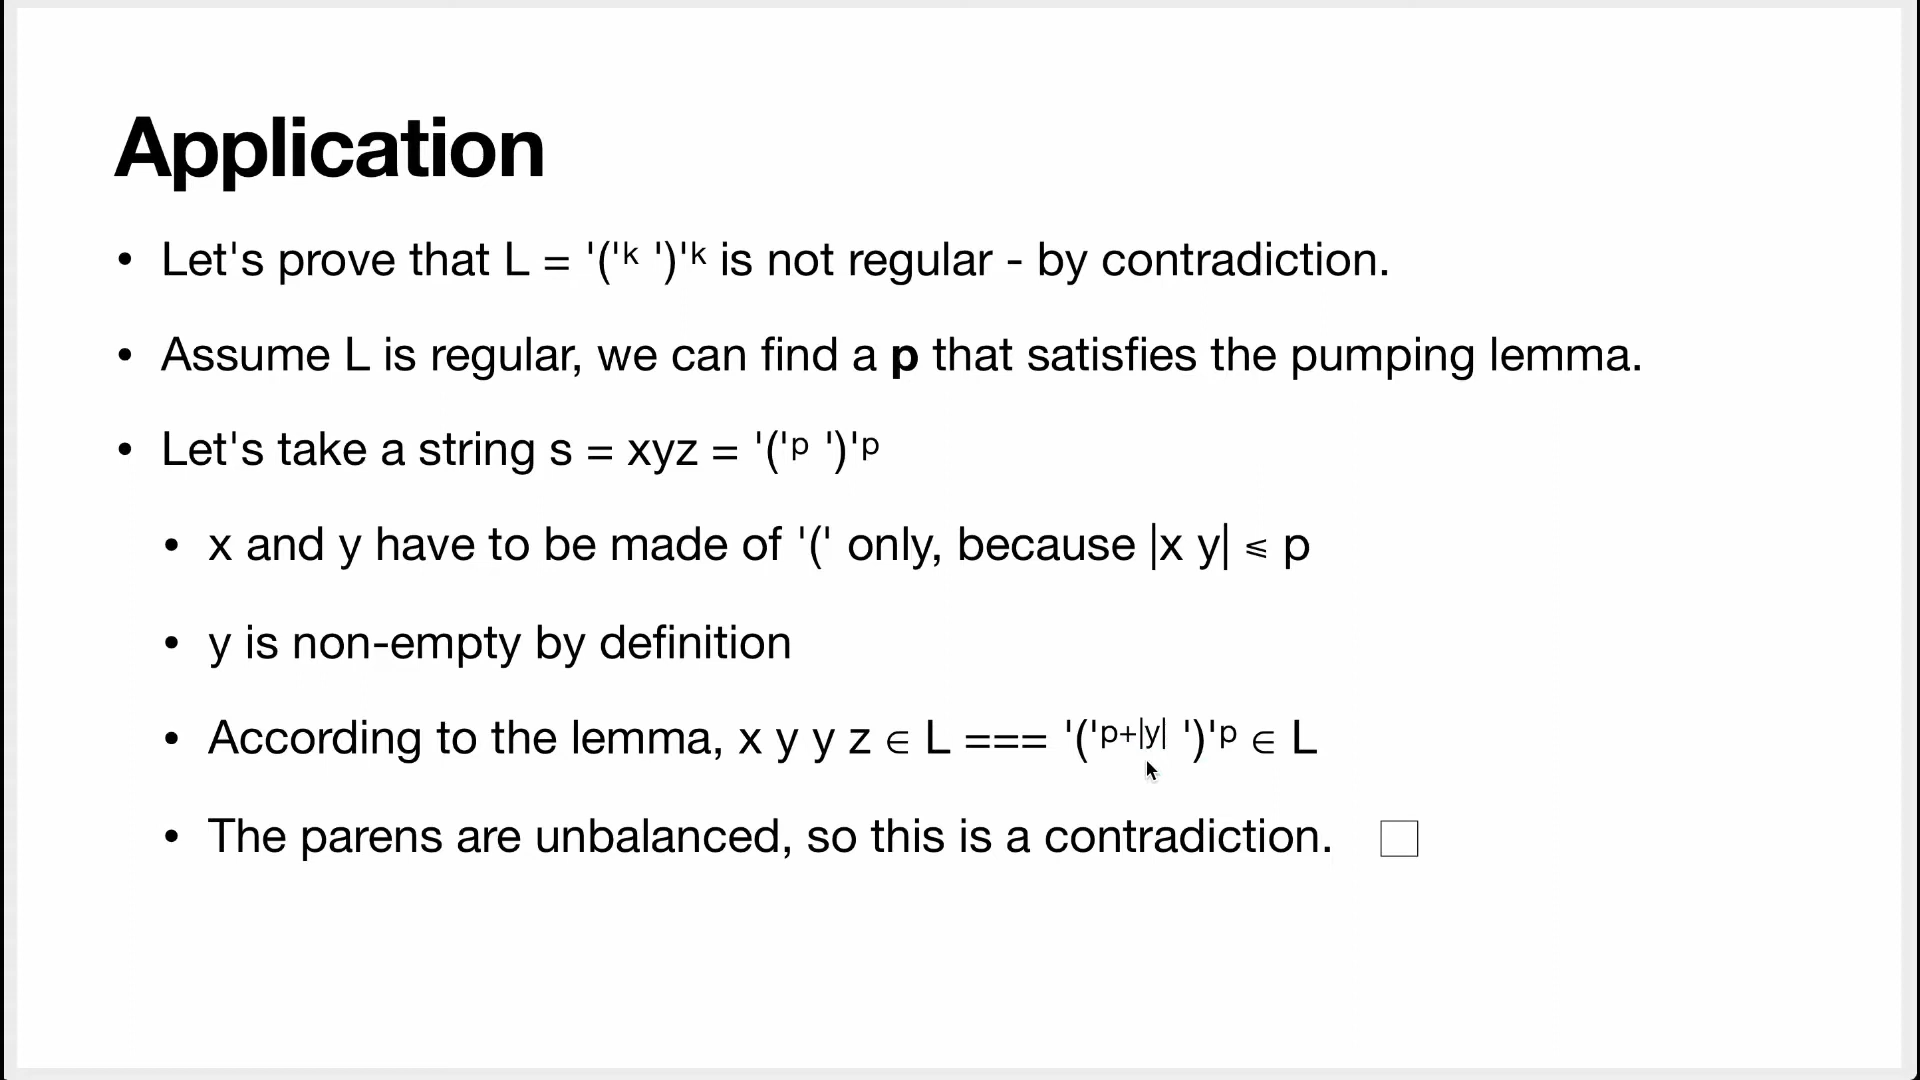 Application
• Let's prove that L = '('ᵏ ')'ᵏ is not regular - by contradiction.
• Assume L is regular, we can find a p that satisfies the pumping lemma.
• Let's take a string s = xyz = '('ᵖ ')'ᵖ
• x and y have to be made of '(' only, because |x y| ⩽ p
• y is non-empty by definition
• According to the lemma, x y y z ∈ L === '('ᵖ⁺|ʸ| ')'ᵖ ∈ L
• The parens are unbalanced, so this is a contradiction. □